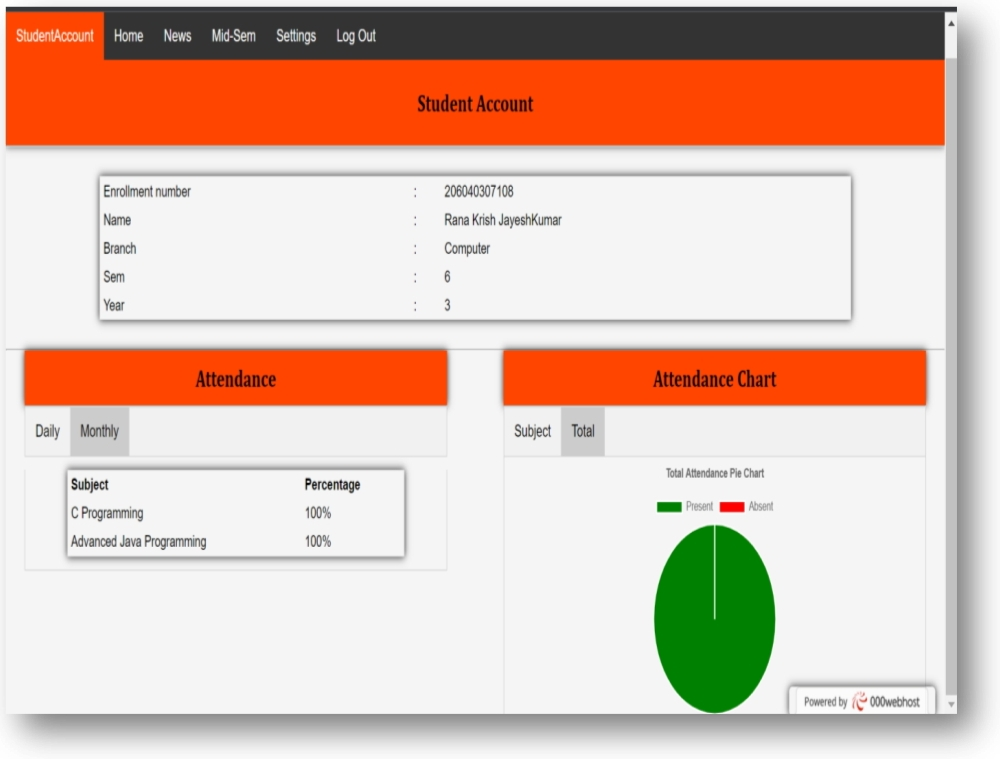 StudentAccount Home News Mid-Sem Settings Log Out
Student Account
Enrollment number : 206040307108
Name : Rana Krish JayeshKumar
Branch : Computer
Sem : 6
Year : 3
Attendance
Daily Monthly
Subject Percentage
C Programming 100%
Advanced Java Programming 100%
Attendance Chart
Subject Total
Total Attendance Pie Chart
Present Absent
Powered by 000webhost